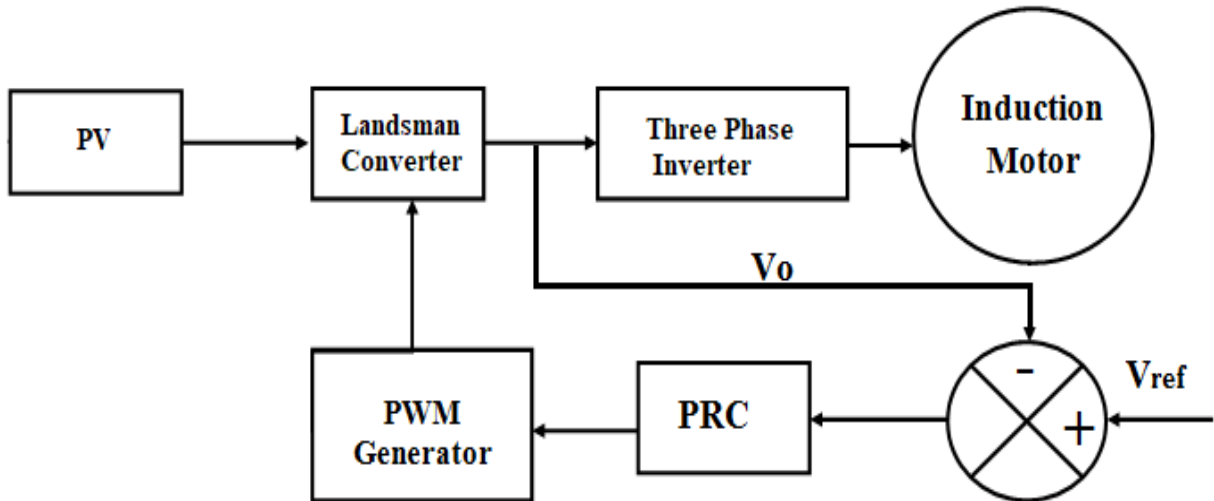 PV
Landsman
Converter
Three Phase
Inverter
Induction
Motor
Vo
PWM
Generator
PRC
-
+
Vref